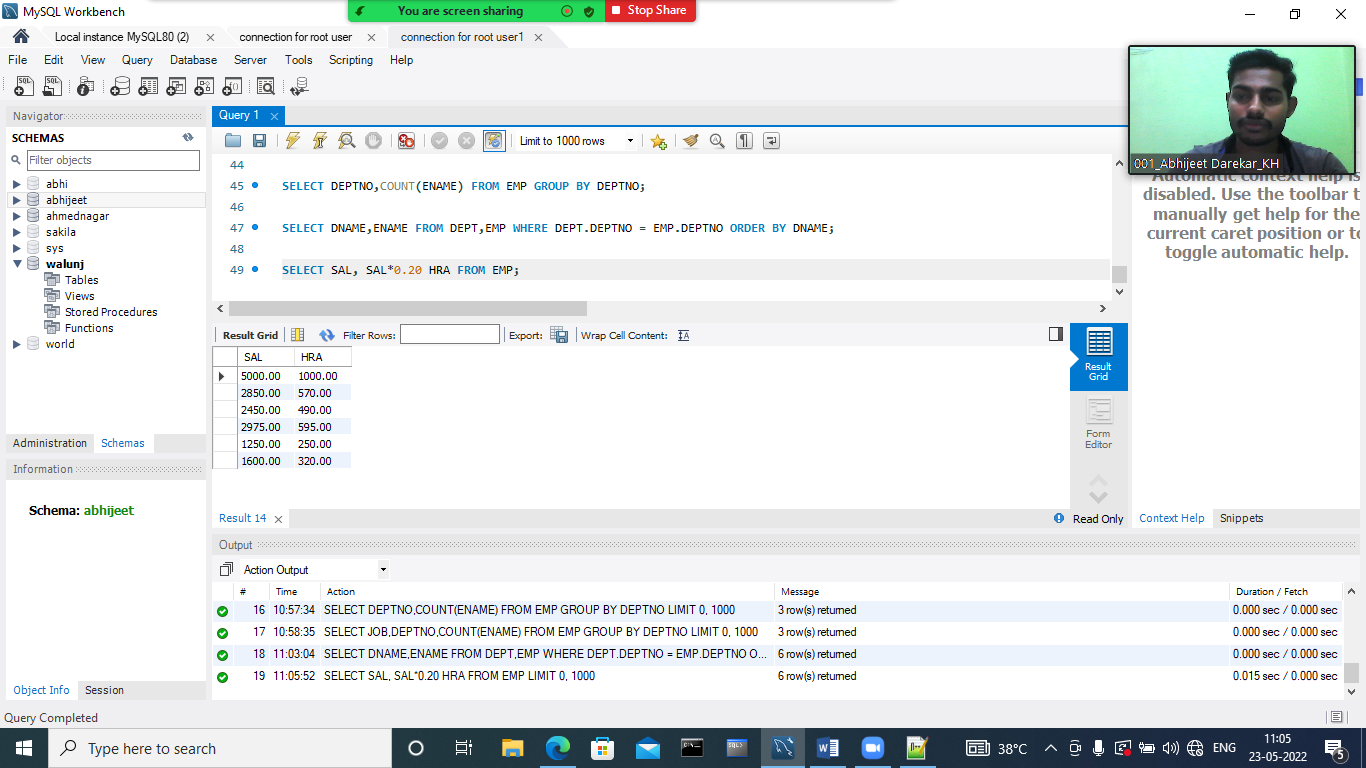 MySQL Workbench
You are screen sharing
Stop Share
Local instance MySQL80 (2)
connection for root user
connection for root user1
File Edit View Query Database Server Tools Scripting Help
001_Abhijeet Darekar_KH
Navigator
SCHEMAS
Filter objects
abhi
abhijeet
ahmednagar
sakila
sys
walunj
Tables
Views
Stored Procedures
Functions
world
Administration Schemas
Information
Schema: abhijeet
Object Info Session
Query Completed
Query 1
Limit to 1000 rows
44
45 SELECT DEPTNO,COUNT(ENAME) FROM EMP GROUP BY DEPTNO;
46
47 SELECT DNAME,ENAME FROM DEPT,EMP WHERE DEPT.DEPTNO = EMP.DEPTNO ORDER BY DNAME;
48
49 SELECT SAL, SAL*0.20 HRA FROM EMP;
Result Grid Filter Rows: Export: Wrap Cell Content:
SAL HRA
5000.00 1000.00
2850.00 570.00
2450.00 490.00
2975.00 595.00
1250.00 250.00
1600.00 320.00
Result
Grid
Form
Editor
Result 14
Read Only
Automatic context help is
disabled. Use the toolbar t
manually get help for the
current caret position or to
toggle automatic help.
Context Help Snippets
Output
Action Output
# Time Action Message Duration / Fetch
16 10:57:34 SELECT DEPTNO,COUNT(ENAME) FROM EMP GROUP BY DEPTNO LIMIT 0, 1000 3 row(s) returned 0.000 sec / 0.000 sec
17 10:58:35 SELECT JOB,DEPTNO,COUNT(ENAME) FROM EMP GROUP BY DEPTNO LIMIT 0, 1000 3 row(s) returned 0.000 sec / 0.000 sec
18 11:03:04 SELECT DNAME,ENAME FROM DEPT,EMP WHERE DEPT.DEPTNO = EMP.DEPTNO O... 6 row(s) returned 0.000 sec / 0.000 sec
19 11:05:52 SELECT SAL, SAL*0.20 HRA FROM EMP LIMIT 0, 1000 6 row(s) returned 0.015 sec / 0.000 sec
Type here to search
38°C
ENG
11:05
23-05-2022
5